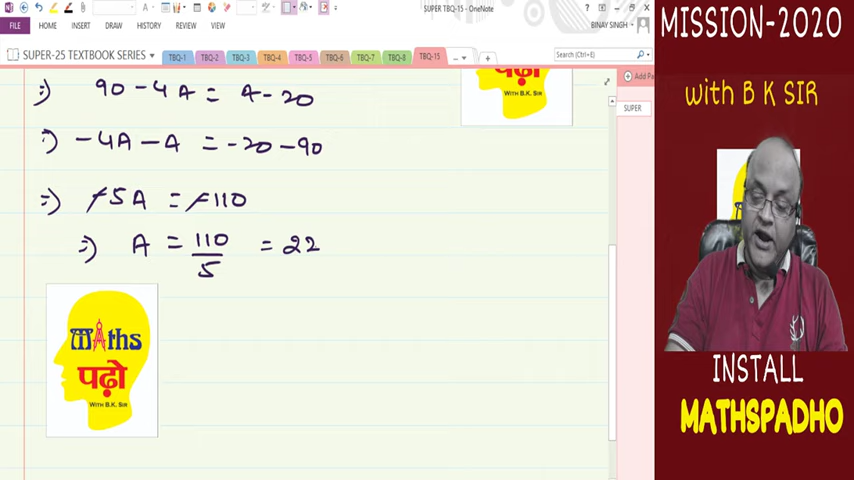 SUPER TBQ-15 - OneNote
FILE HOME INSERT DRAW HISTORY REVIEW VIEW
BINAY SINGH
SUPER-25 TEXTBOOK SERIES
TBQ-1 TBQ-2 TBQ-3 TBQ-4 TBQ-5 TBQ-6 TBQ-7 TBQ-8 TBQ-15
Search (Ctrl+E)
Add Pa
SUPER
पढ़ो
WITH B.K. SIR
⇒ 90 - 4A = A - 20
⇒ -4A - A = -20 - 90
⇒ -5A = -110
⇒ A = 110/5 = 22
Maths
पढ़ो
WITH B.K. SIR
MISSION-2020
with B K SIR
INSTALL
MATHSPADHO